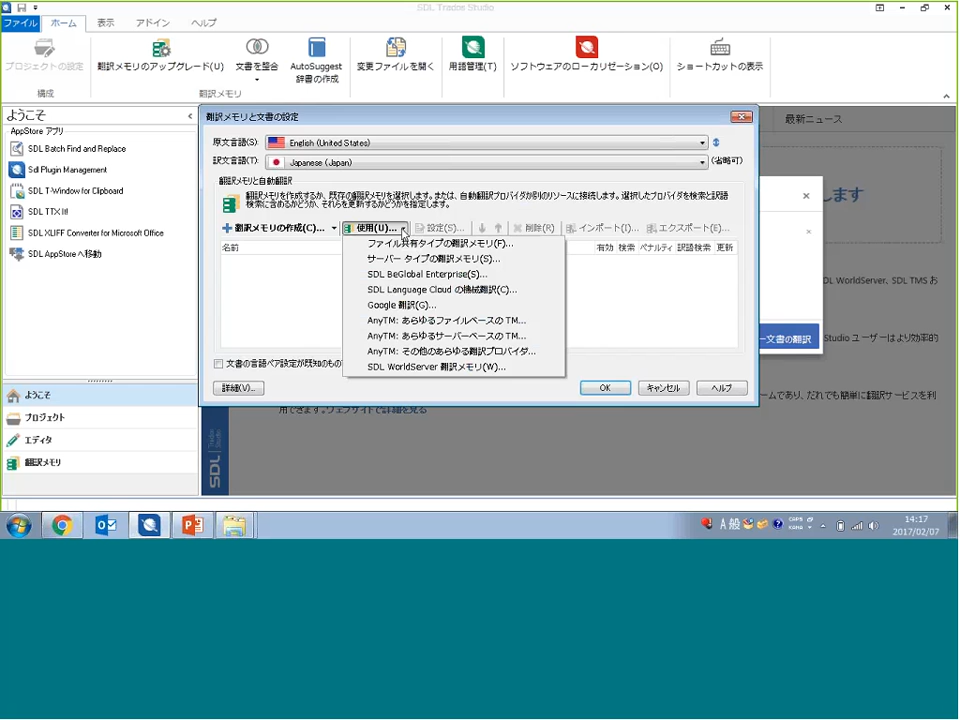 SDL Trados Studio
ファイル ホーム 表示 アドイン ヘルプ
プロジェクトの設定
翻訳メモリのアップグレード(U)
文書を整合
AutoSuggest
辞書の作成
変更ファイルを開く
用語管理(T)
ソフトウェアのローカリゼーション(O)
ショートカットの表示
構成
翻訳メモリ
ようこそ
AppStore アプリ
SDL Batch Find and Replace
Sdl Plugin Management
SDL T-Window for Clipboard
SDL TTX It!
SDL XLIFF Converter for Microsoft Office
SDL AppStore へ移動
ようこそ
プロジェクト
エディタ
翻訳メモリ
翻訳メモリと文書の設定
原文言語(S):
English (United States)
訳文言語(T):
Japanese (Japan)
(省略可)
翻訳メモリと自動翻訳
翻訳メモリを作成するか、既存の翻訳メモリを選択します。または、自動翻訳プロバイダか別のリソースに接続します。選択したプロバイダを検索と訳語
検索に含めるかどうか、それらを更新するかどうかを指定します。
翻訳メモリの作成(C)...
使用(U)...
設定(S)...
削除(R)
インポート(I)...
エクスポート(E)...
名前
有効 検索 ペナルティ 訳語検索 更新
ファイル共有タイプの翻訳メモリ(F)...
サーバー タイプの翻訳メモリ(S)...
SDL BeGlobal Enterprise(S)...
SDL Language Cloud の機械翻訳(C)...
Google 翻訳(G)...
AnyTM: あらゆるファイルベースの TM...
AnyTM: あらゆるサーバーベースの TM...
AnyTM: その他のあらゆる翻訳プロバイダ...
SDL WorldServer 翻訳メモリ(W)...
文書の言語ペア設定が既知のもの
詳細(V)...
OK
キャンセル
ヘルプ
最新ニュース
します
DL WorldServer、SDL TMS お
一文書の翻訳
Studio ユーザーはより効率的
ームであり、だれでも簡単に翻訳サービスを利
用できます。ウェブサイトで詳細を見る
SDL
Trados
Studio
A 般
CAPS
KANA
14:17
2017/02/07